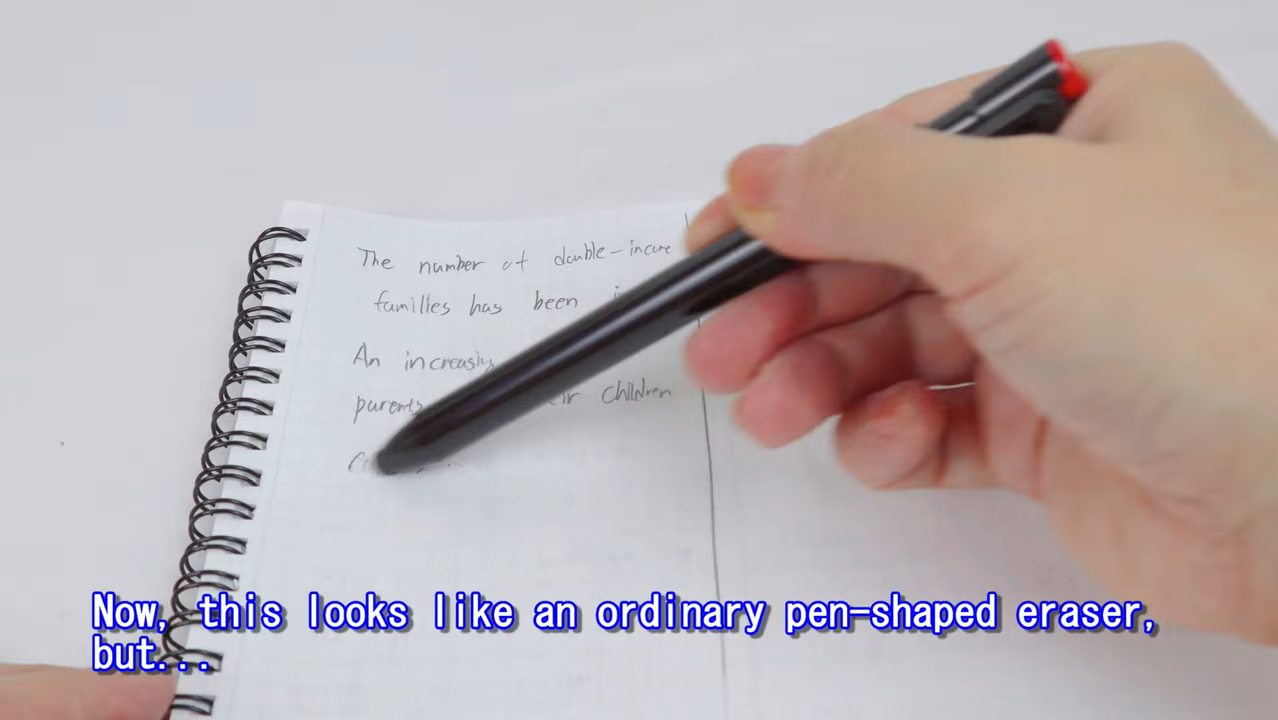 The number of double-income
families has been
An increasing
parents their children
Now, this looks like an ordinary pen-shaped eraser,
but...